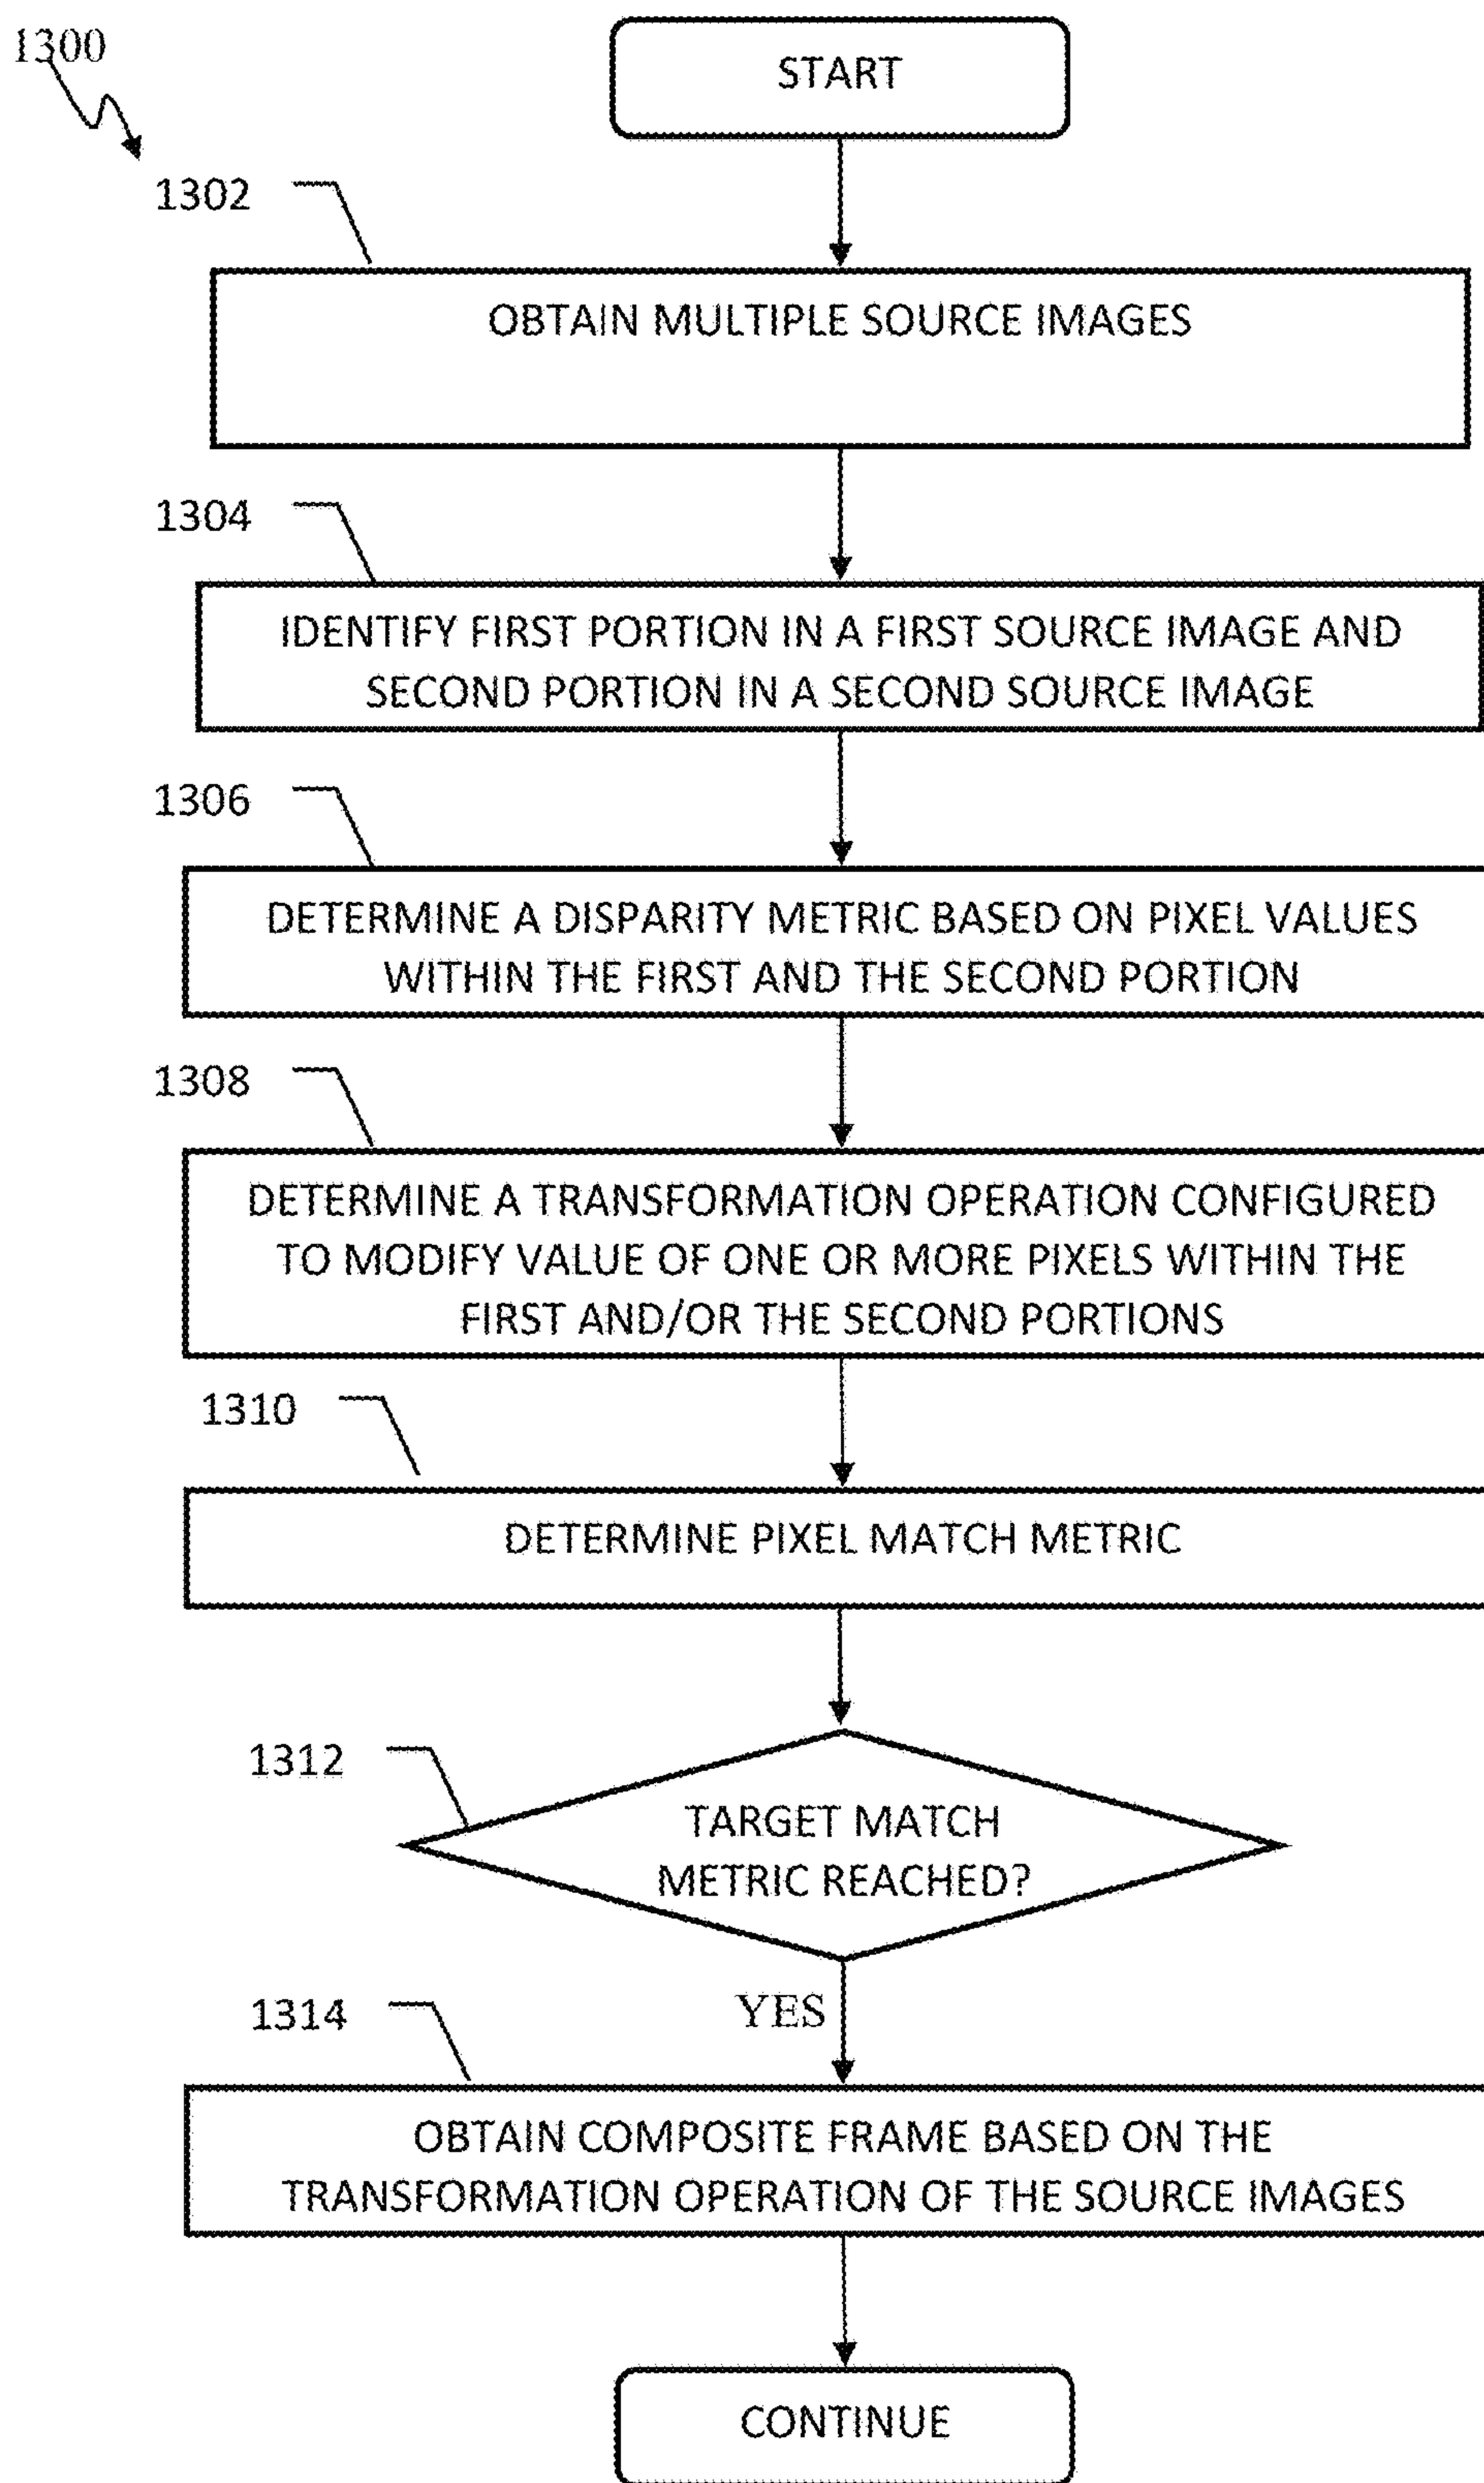 1300
START
1302
OBTAIN MULTIPLE SOURCE IMAGES
1304
IDENTIFY FIRST PORTION IN A FIRST SOURCE IMAGE AND
SECOND PORTION IN A SECOND SOURCE IMAGE
1306
DETERMINE A DISPARITY METRIC BASED ON PIXEL VALUES
WITHIN THE FIRST AND THE SECOND PORTION
1308
DETERMINE A TRANSFORMATION OPERATION CONFIGURED
TO MODIFY VALUE OF ONE OR MORE PIXELS WITHIN THE
FIRST AND/OR THE SECOND PORTIONS
1310
DETERMINE PIXEL MATCH METRIC
1312
TARGET MATCH
METRIC REACHED?
YES
1314
OBTAIN COMPOSITE FRAME BASED ON THE
TRANSFORMATION OPERATION OF THE SOURCE IMAGES
CONTINUE